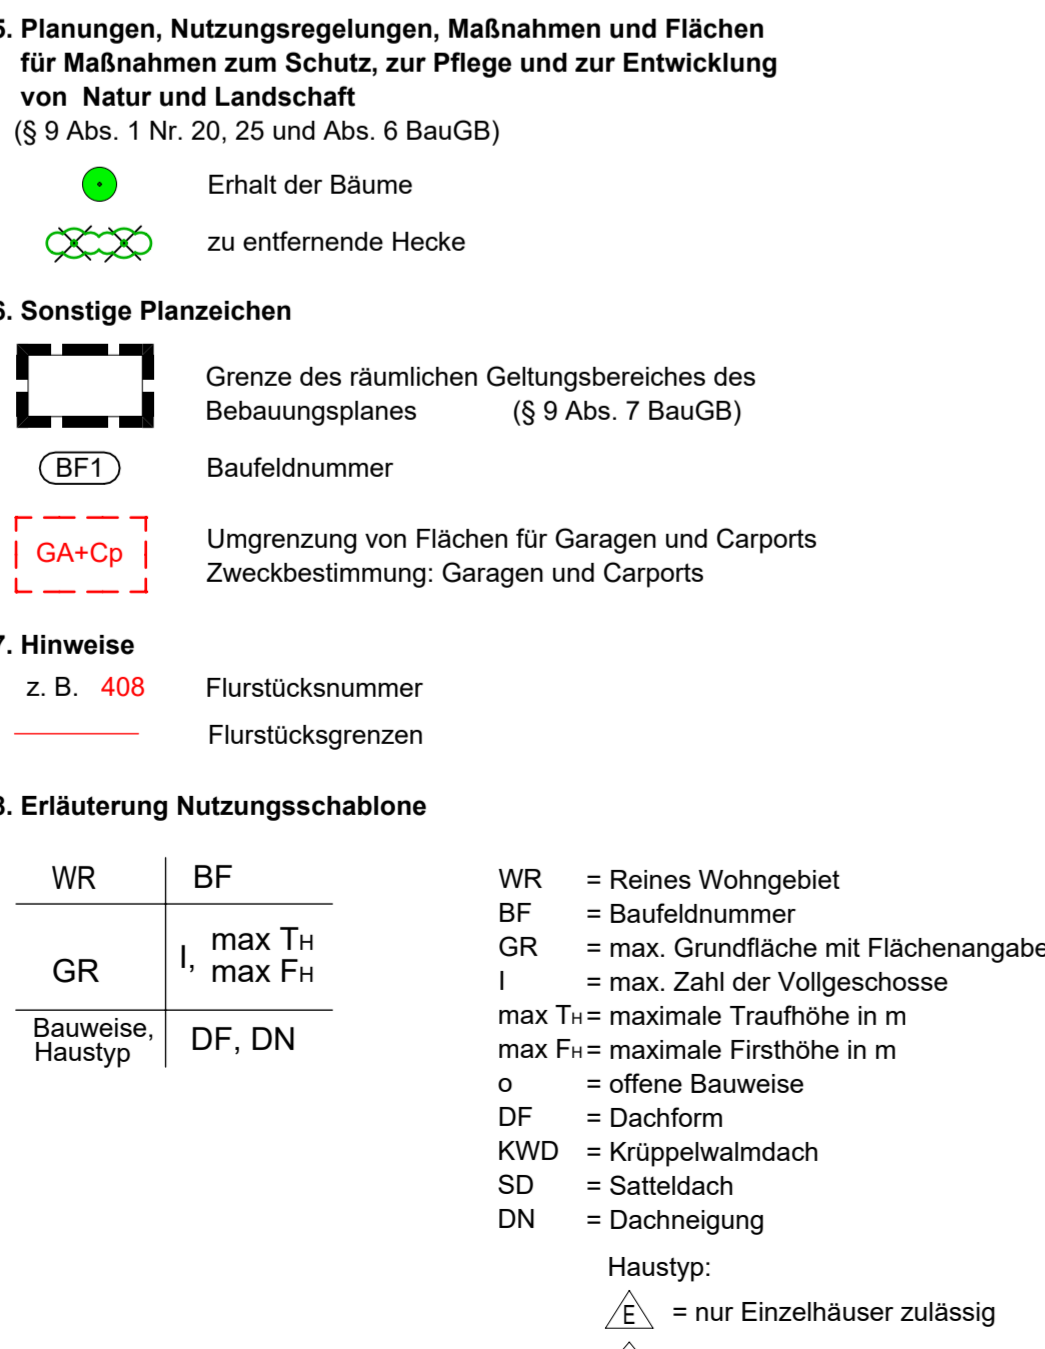 5. Planungen, Nutzungsregelungen, Maßnahmen und Flächen
für Maßnahmen zum Schutz, zur Pflege und zur Entwicklung
von Natur und Landschaft
(§ 9 Abs. 1 Nr. 20, 25 und Abs. 6 BauGB)
Erhalt der Bäume
zu entfernende Hecke
6. Sonstige Planzeichen
Grenze des räumlichen Geltungsbereiches des
Bebauungsplanes (§ 9 Abs. 7 BauGB)
BF1 Baufeldnummer
GA+Cp
Umgrenzung von Flächen für Garagen und Carports
Zweckbestimmung: Garagen und Carports
7. Hinweise
z. B. 408 Flurstücksnummer
Flurstücksgrenzen
8. Erläuterung Nutzungsschablone
WR BF
GR I, max TH
max FH
Bauweise,
Haustyp
DF, DN
WR = Reines Wohngebiet
BF = Baufeldnummer
GR = max. Grundfläche mit Flächenangabe
I = max. Zahl der Vollgeschosse
max TH = maximale Traufhöhe in m
max FH = maximale Firsthöhe in m
o = offene Bauweise
DF = Dachform
KWD = Krüppelwalmdach
SD = Satteldach
DN = Dachneigung
Haustyp:
E = nur Einzelhäuser zulässig